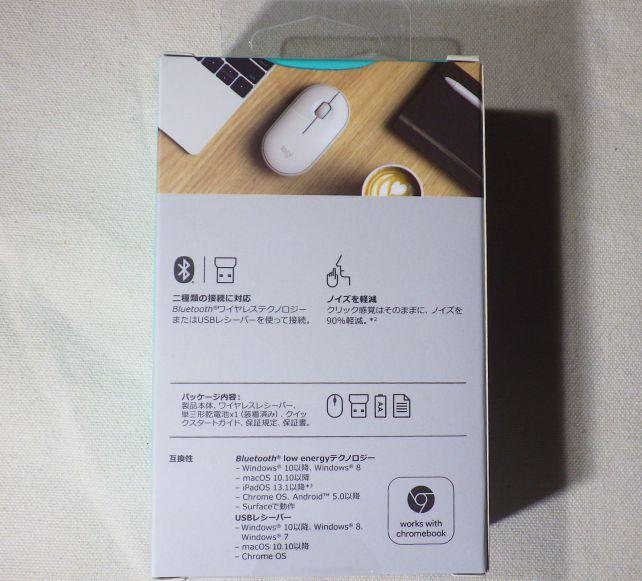 logi
二種類の接続に対応
Bluetooth®ワイヤレステクノロジー
またはUSBレシーバーを使って接続。
ノイズを軽減
クリック感覚はそのままに、ノイズを
90%軽減。*2
パッケージ内容：
製品本体、ワイヤレスレシーバー、
単三形乾電池x1（装着済み）、クイッ
クスタートガイド、保証規定、保証書。
AA
互換性
Bluetooth® low energyテクノロジー
– Windows® 10以降、Windows® 8
– macOS 10.10以降
– iPadOS 13.1以降*3
– Chrome OS、Android™ 5.0以降
– Surfaceで動作
USBレシーバー
– Windows® 10以降、Windows® 8、
Windows® 7
– macOS 10.10以降
– Chrome OS
works with
chromebook